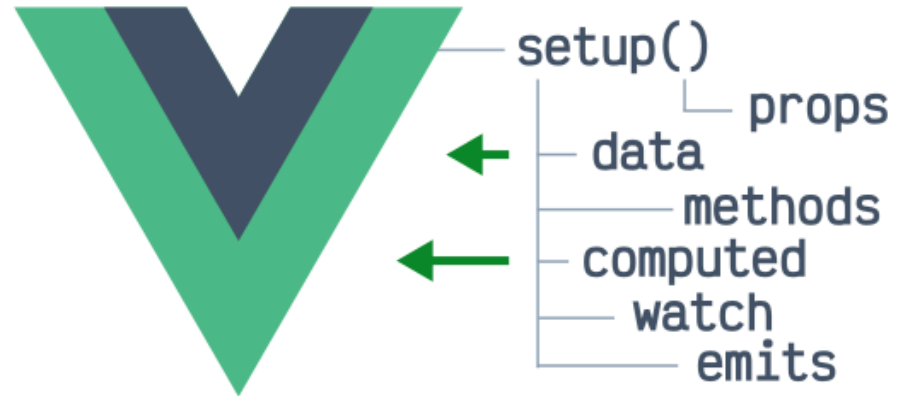 setup()
props
data
methods
computed
watch
emits